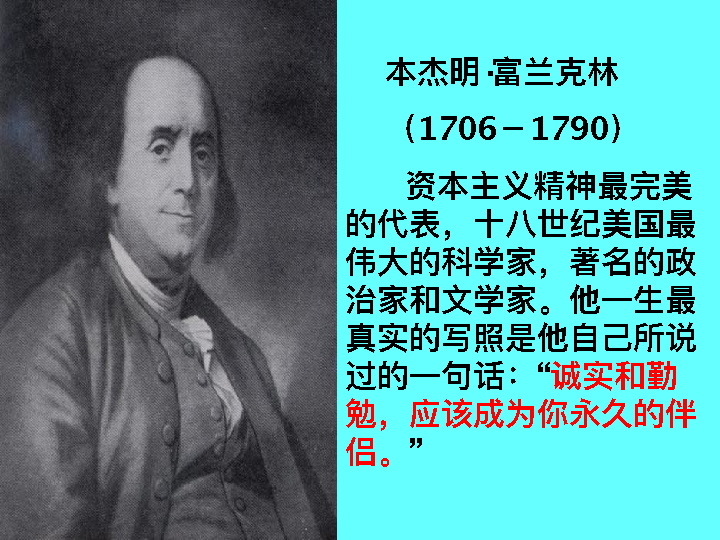 本杰明·富兰克林
（1706－1790）
资本主义精神最完美
的代表，十八世纪美国最
伟大的科学家，著名的政
治家和文学家。他一生最
真实的写照是他自己所说
过的一句话：“诚实和勤
勉，应该成为你永久的伴
侣。”